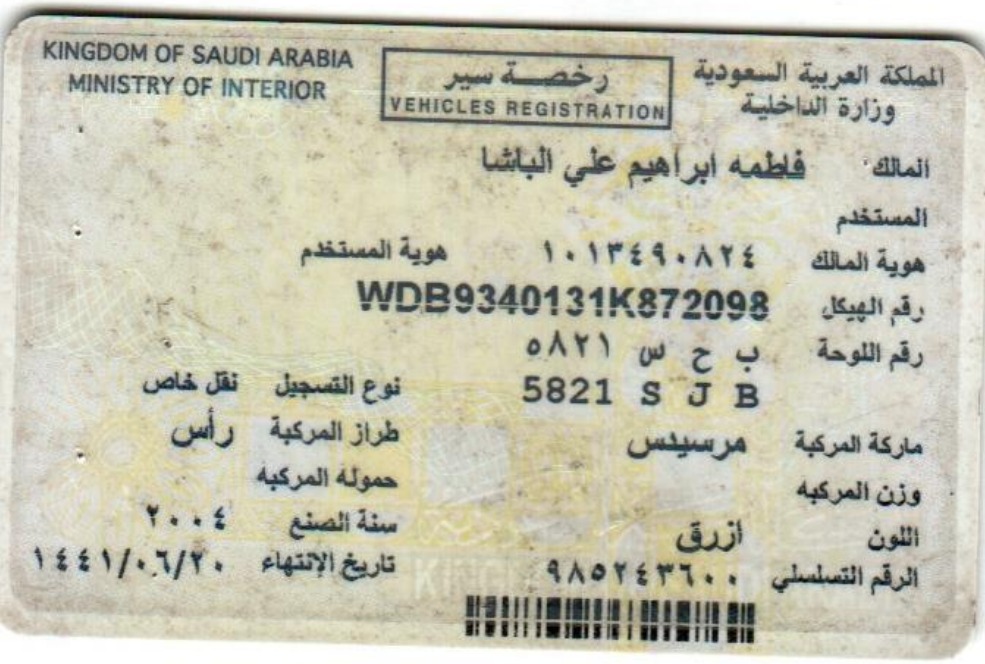 KINGDOM OF SAUDI ARABIA
MINISTRY OF INTERIOR
رخصة سير
VEHICLES REGISTRATION
المملكة العربية السعودية
وزارة الداخلية
المالك فاطمه ابراهيم علي الباشا
المستخدم
هوية المالك ١٠١٣٤٩٠٨٢٤ هوية المستخدم
رقم الهيكل WDB9340131K872098
رقم اللوحة ب ح س ٥٨٢١
5821 S J B نوع التسجيل نقل خاص
ماركة المركبة مرسيدس طراز المركبة رأس
وزن المركبه حموله المركبه
اللون أزرق سنة الصنع ٢٠٠٤
الرقم التسلسلي ٩٨٥٢٤٣٦٠٠ تاريخ الإنتهاء ١٤٤١/٠٦/٢٠